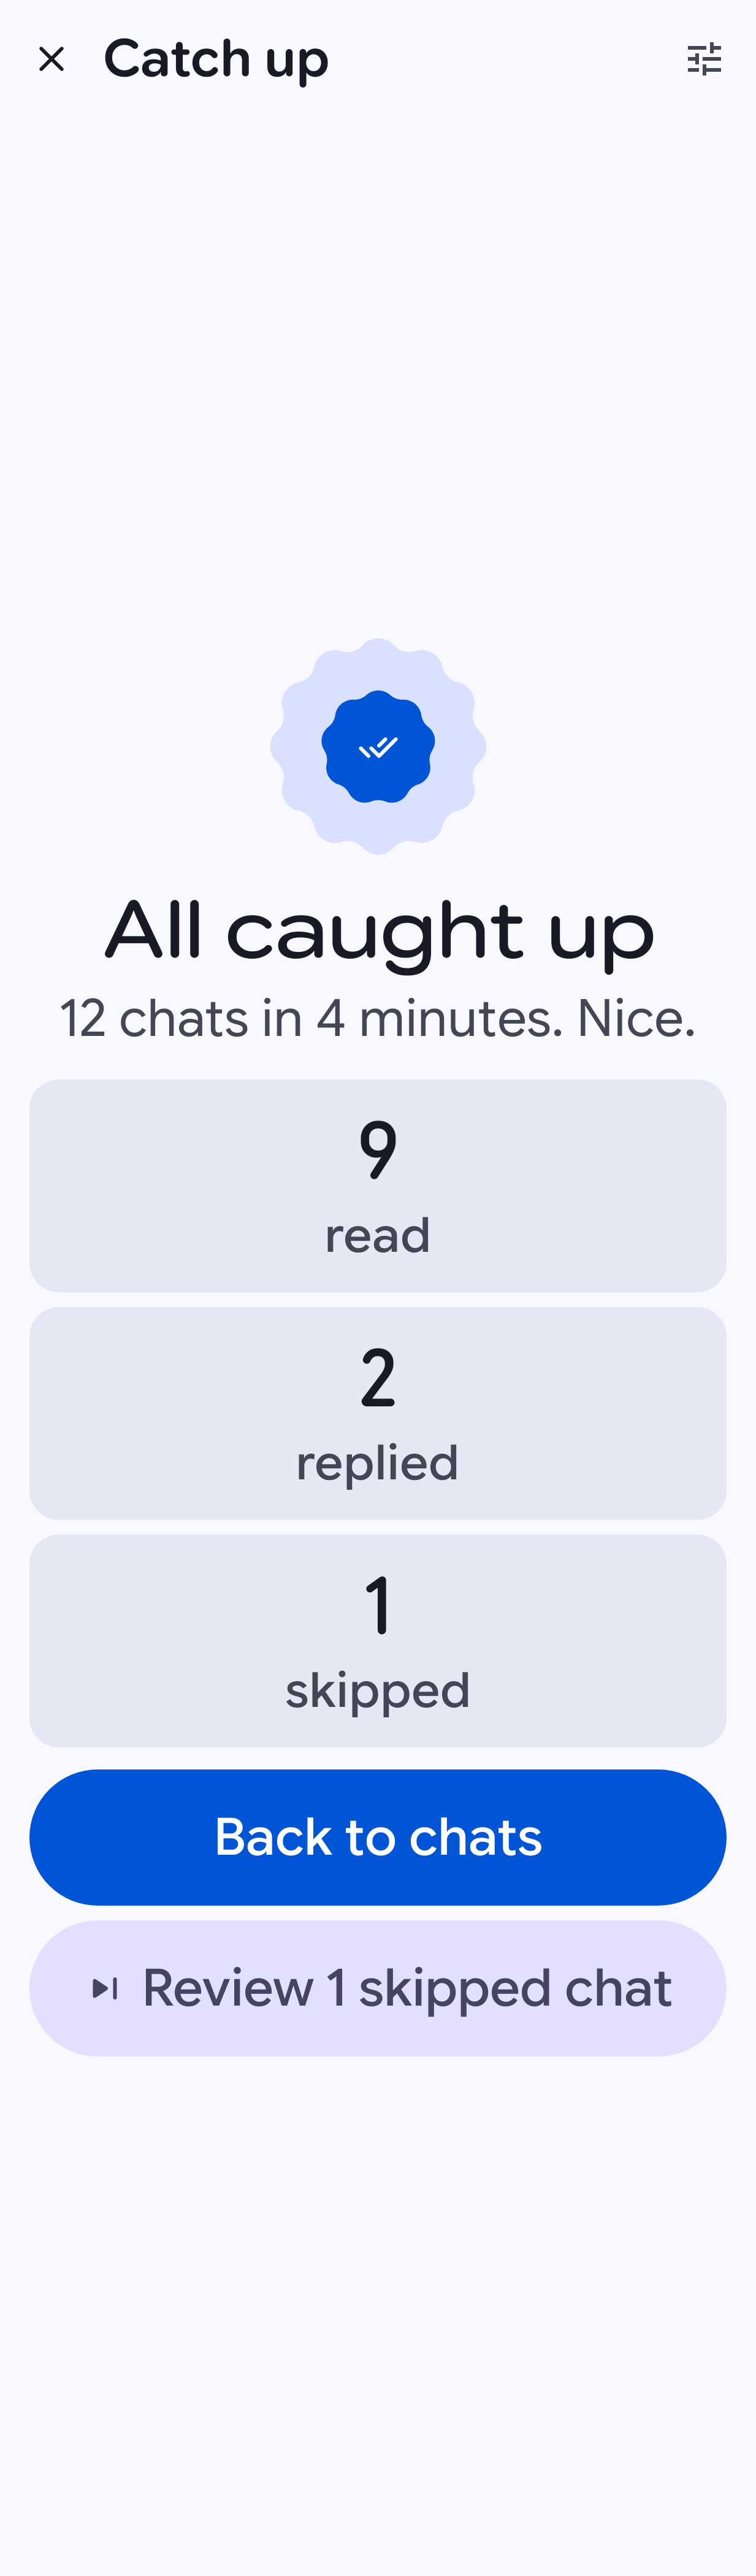 Catch up
All caught up
12 chats in 4 minutes. Nice.
9
read
2
replied
1
skipped
Back to chats
Review 1 skipped chat